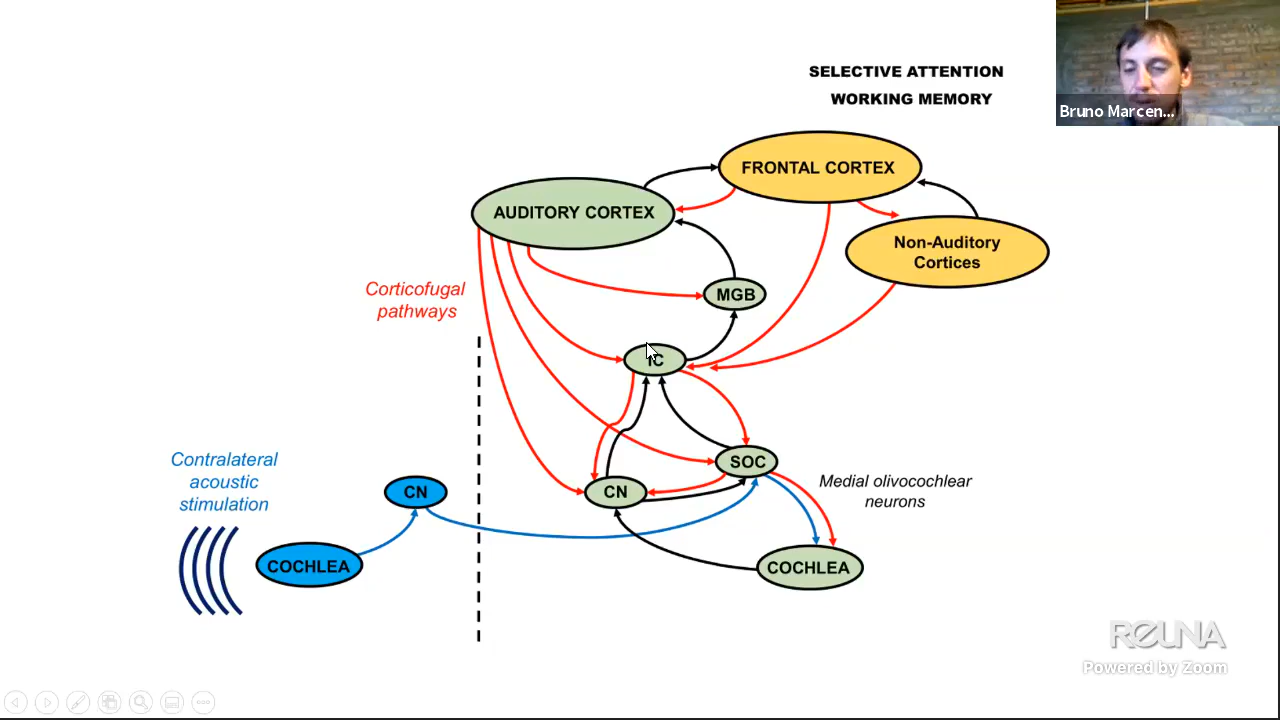 SELECTIVE ATTENTION
WORKING MEMORY
Bruno Marcen...
FRONTAL CORTEX
AUDITORY CORTEX
Non-Auditory
Cortices
Corticofugal
pathways
MGB
IC
Contralateral
acoustic
stimulation
CN
CN
SOC
Medial olivocochlear
neurons
COCHLEA
COCHLEA
REUNA
Powered by Zoom